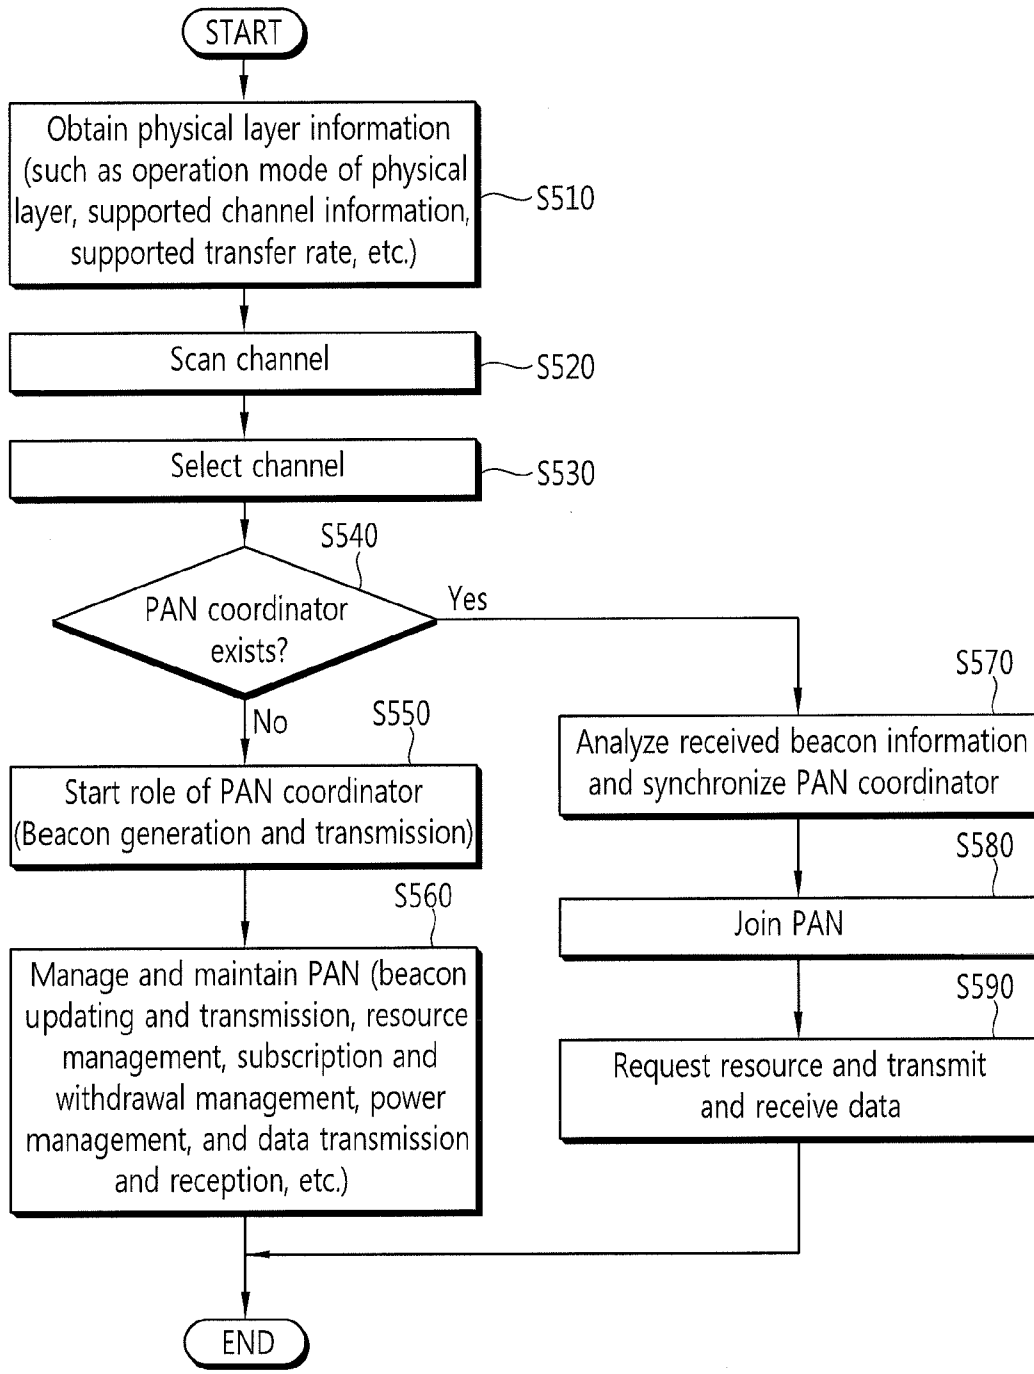 START
Obtain physical layer information
(such as operation mode of physical
layer, supported channel information,
supported transfer rate, etc.)
S510
Scan channel
S520
Select channel
S530
S540
PAN coordinator
exists?
Yes
No
S550
Start role of PAN coordinator
(Beacon generation and transmission)
S560
Manage and maintain PAN (beacon
updating and transmission, resource
management, subscription and
withdrawal management, power
management, and data transmission
and reception, etc.)
S570
Analyze received beacon information
and synchronize PAN coordinator
S580
Join PAN
S590
Request resource and transmit
and receive data
END